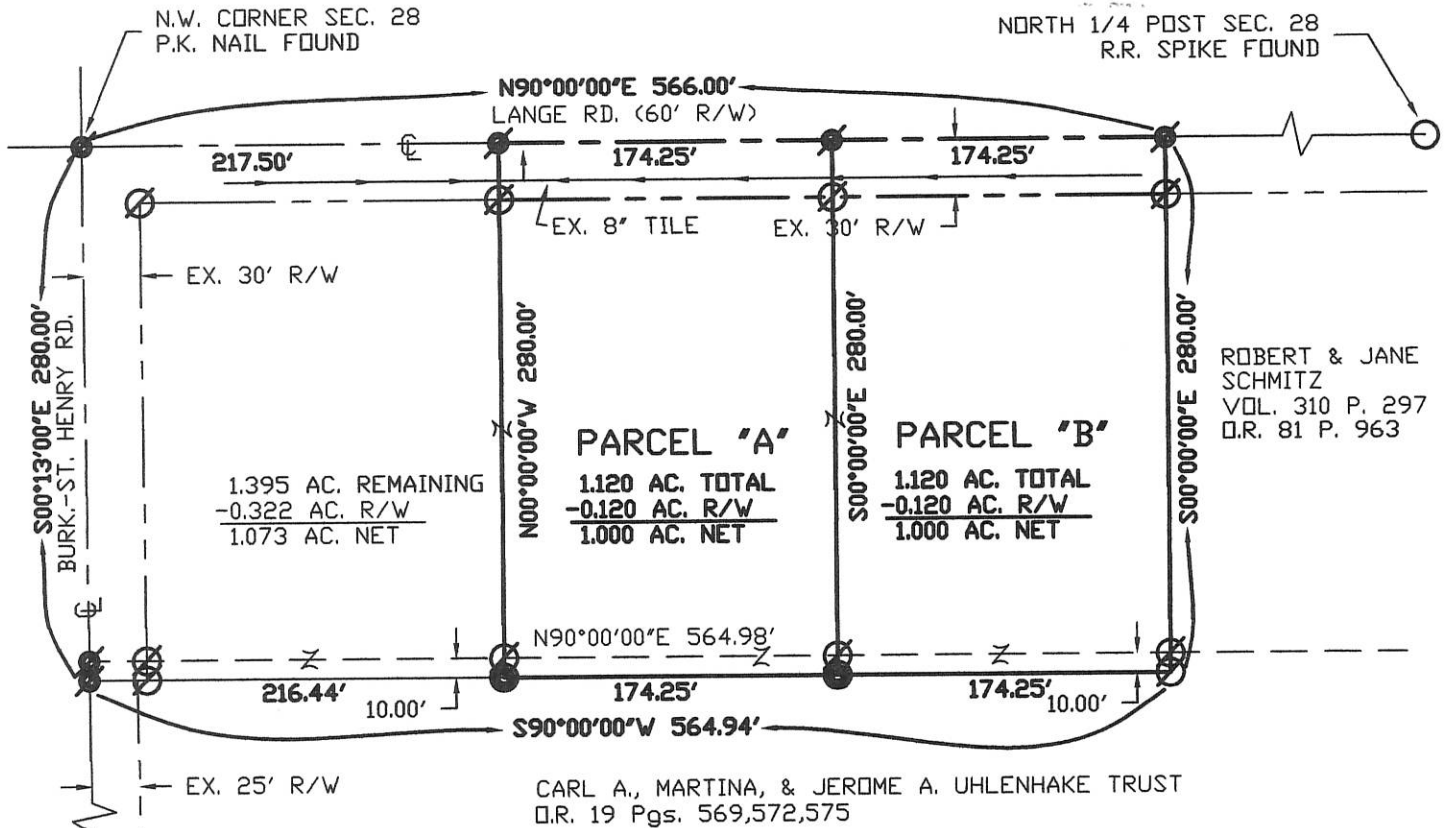 N.W. CORNER SEC. 28
P.K. NAIL FOUND
NORTH 1/4 POST SEC. 28
R.R. SPIKE FOUND
N90°00'00"E 566.00'
LANGE RD. (60' R/W)
℄
217.50'
174.25'
174.25'
EX. 8" TILE
EX. 30' R/W
EX. 30' R/W
S00°13'00"E 280.00'
BURK.-ST. HENRY RD.
℄
N00°00'00"W 280.00'
S00°00'00"E 280.00'
S00°00'00"E 280.00'
ROBERT & JANE
SCHMITZ
VOL. 310 P. 297
O.R. 81 P. 963
1.395 AC. REMAINING
-0.322 AC. R/W
1.073 AC. NET
PARCEL "A"
1.120 AC. TOTAL
-0.120 AC. R/W
1.000 AC. NET
PARCEL "B"
1.120 AC. TOTAL
-0.120 AC. R/W
1.000 AC. NET
N90°00'00"E 564.98'
216.44'
10.00'
174.25'
174.25'
10.00'
S90°00'00"W 564.94'
EX. 25' R/W
CARL A., MARTINA, & JEROME A. UHLENHAKE TRUST
O.R. 19 Pgs. 569,572,575